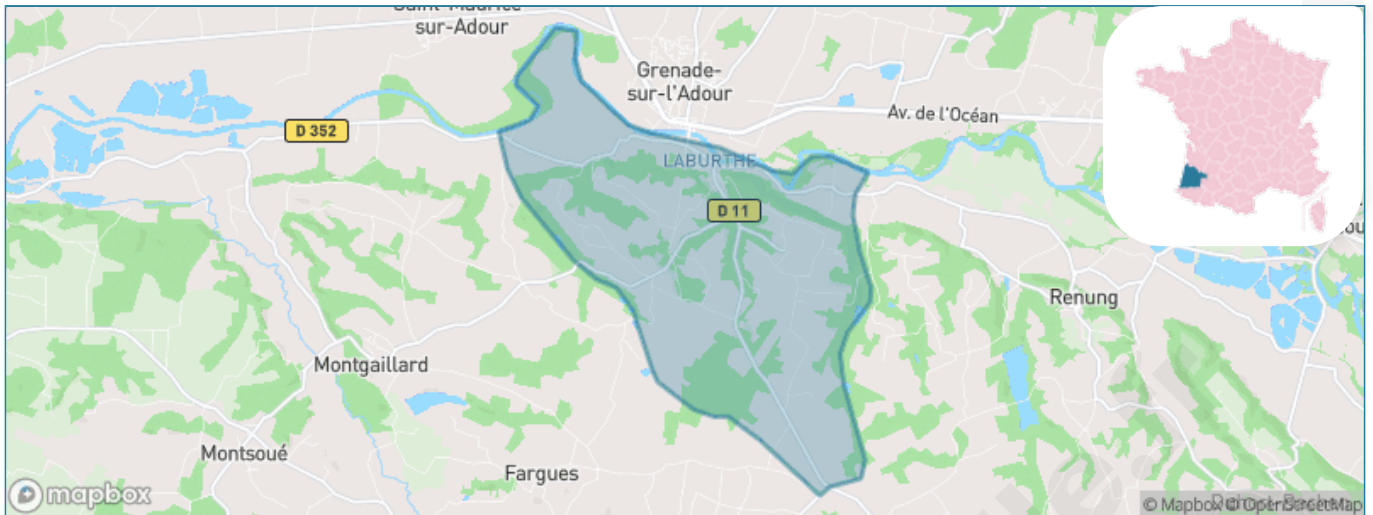 Saint-Maurice-
sur-Adour
Grenade-
sur-l'Adour
Av. de l'Océan
D 352
LABURTHE
D 11
Renung
Montgaillard
Montsoué
Fargues
mapbox
© Mapbox © OpenStreetMap